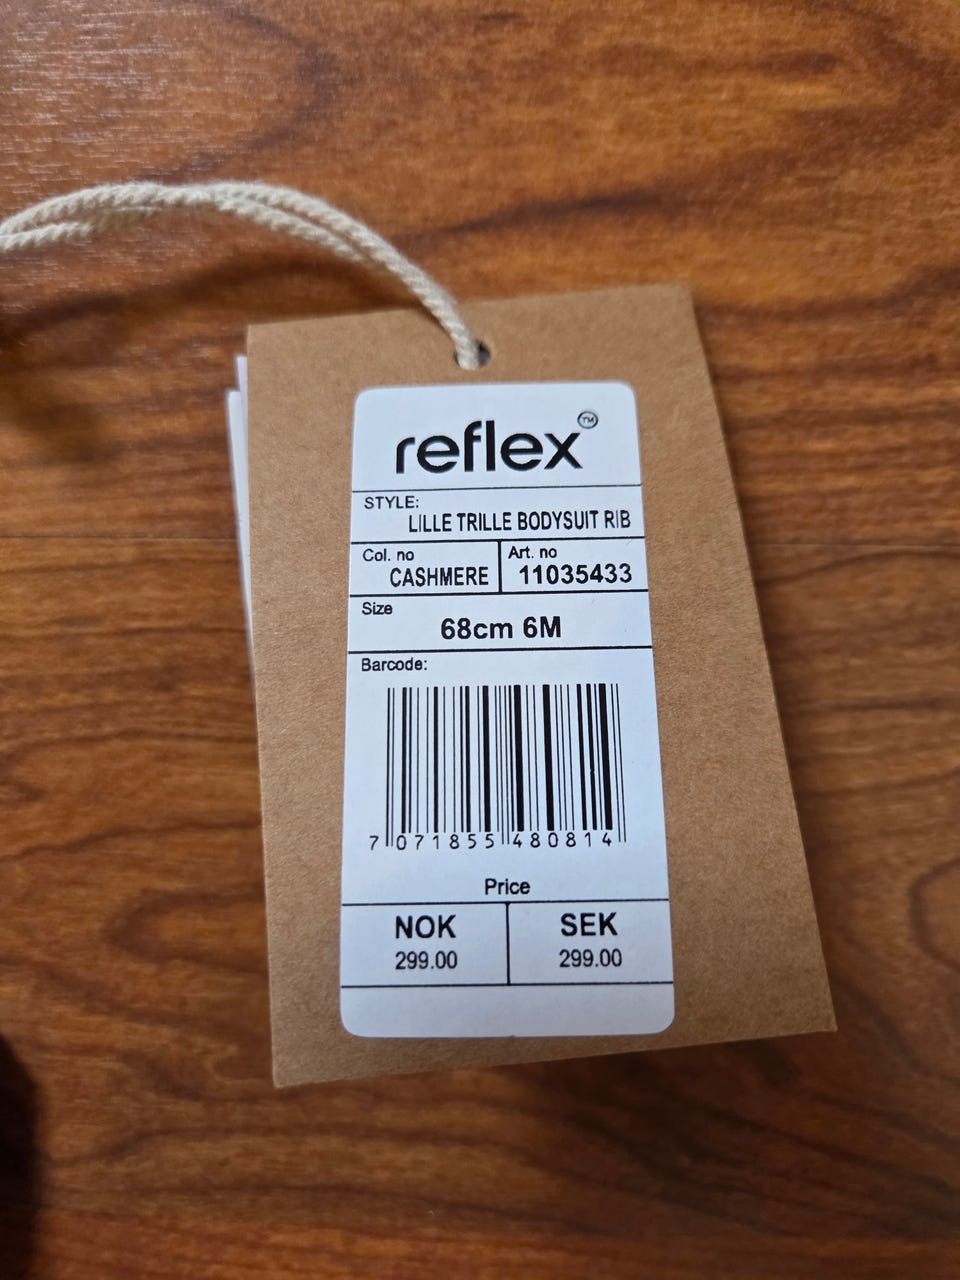 reflex™
STYLE:
LILLE TRILLE BODYSUIT RIB
Col. no
CASHMERE
Art. no
11035433
Size
68cm 6M
Barcode:
7 071855 480814
Price
NOK
299.00
SEK
299.00